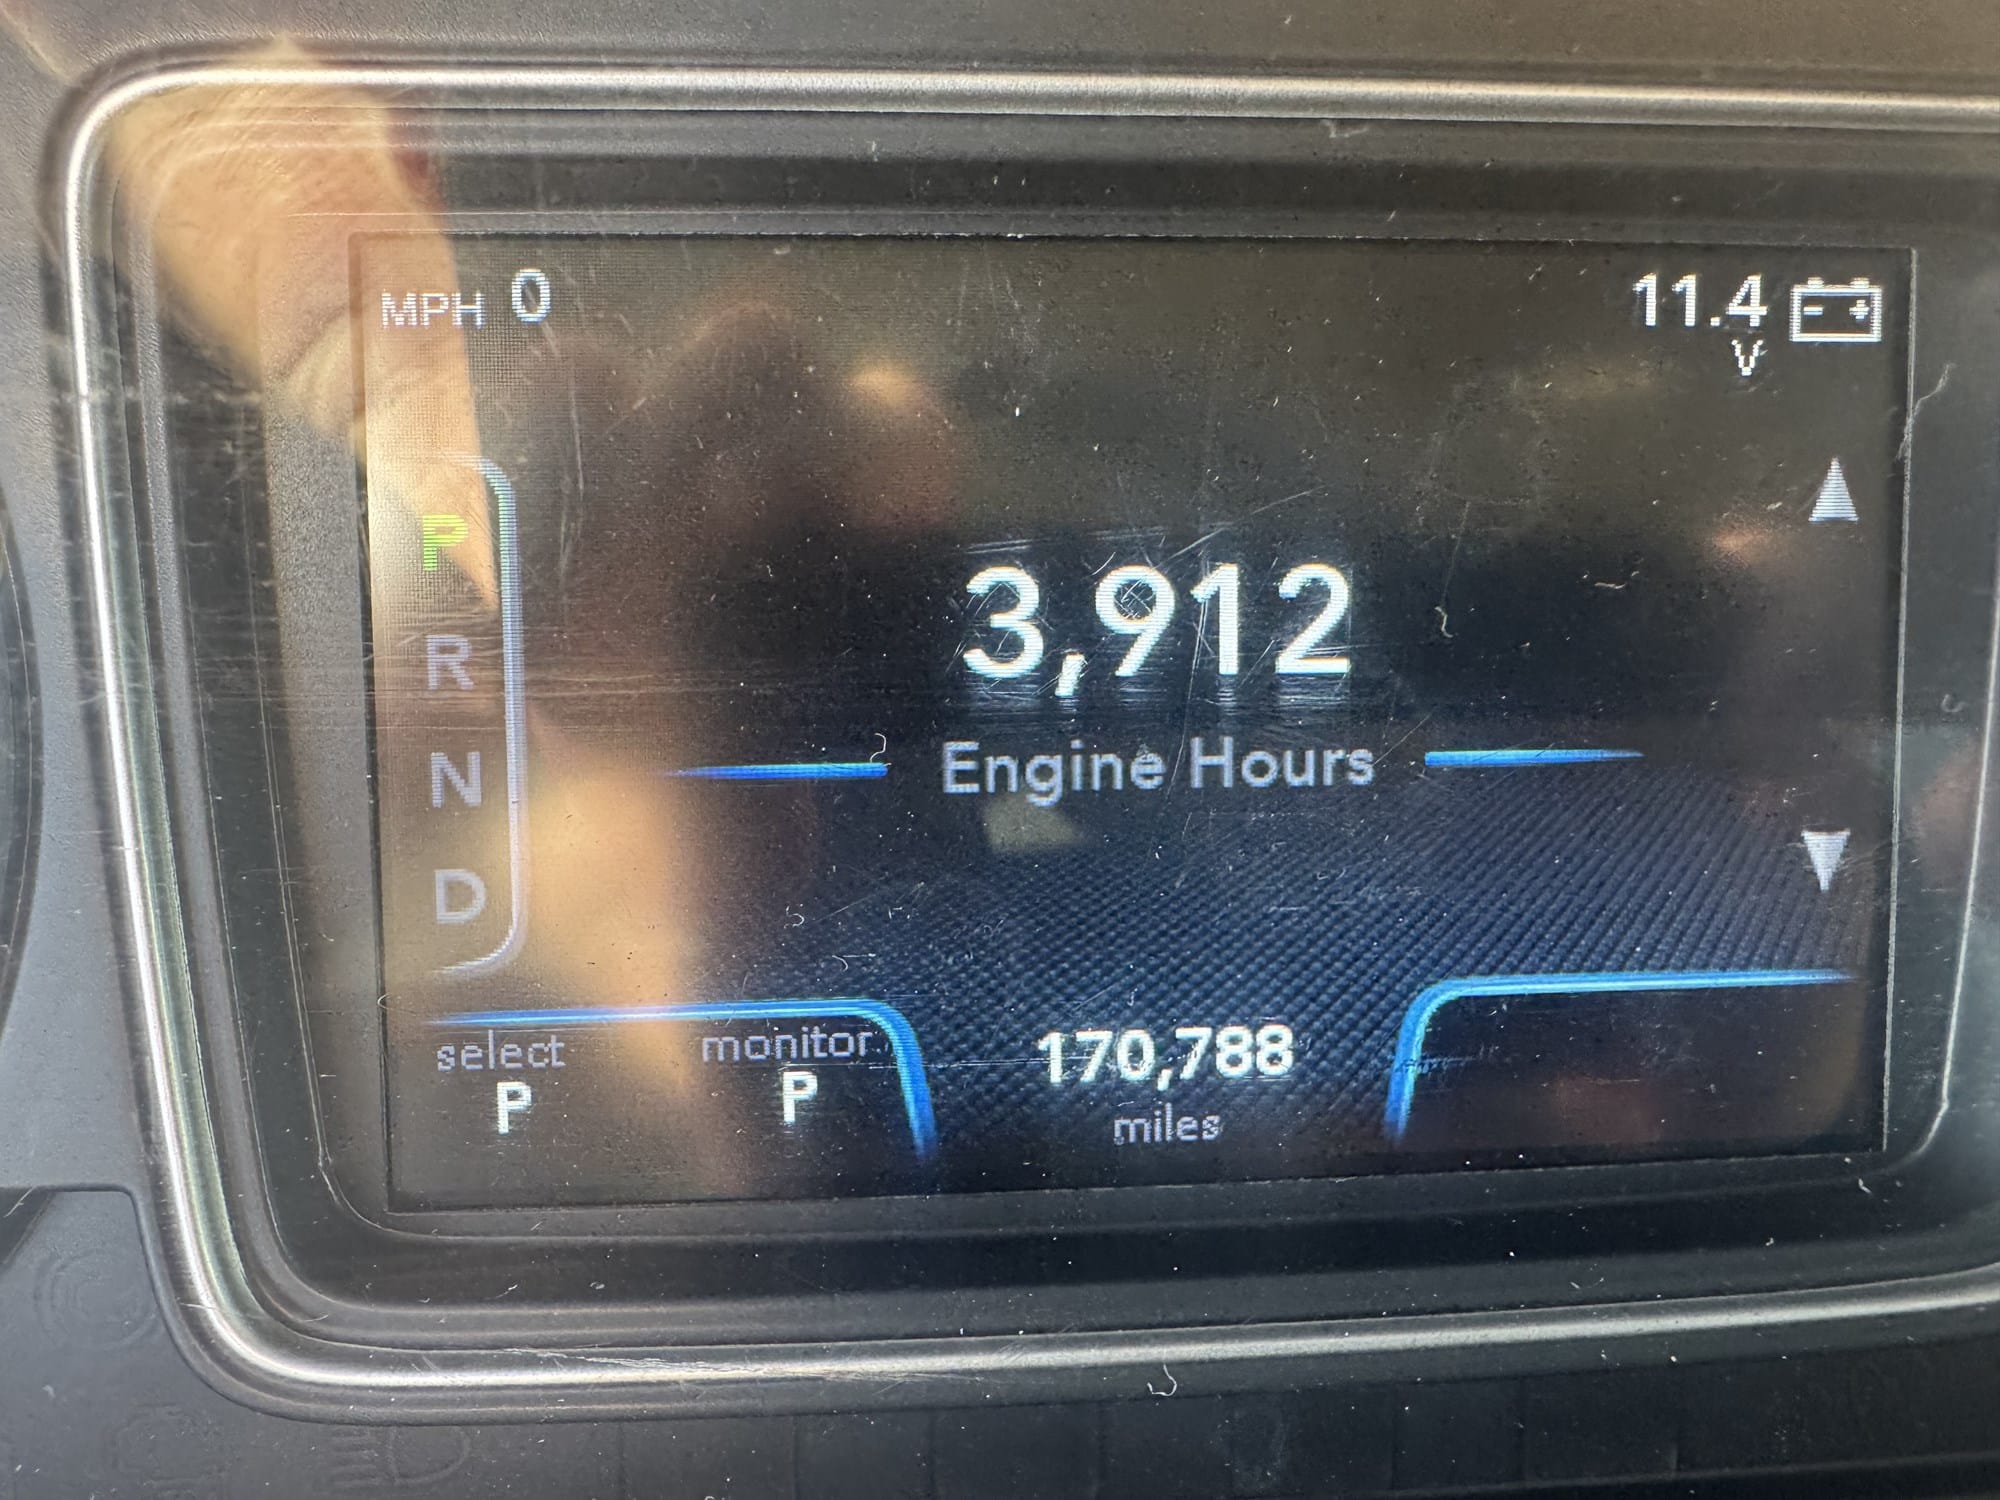 MPH 0
11.4
V
P
R
N
D
3,912
Engine Hours
select
P
monitor
P
170,788
miles